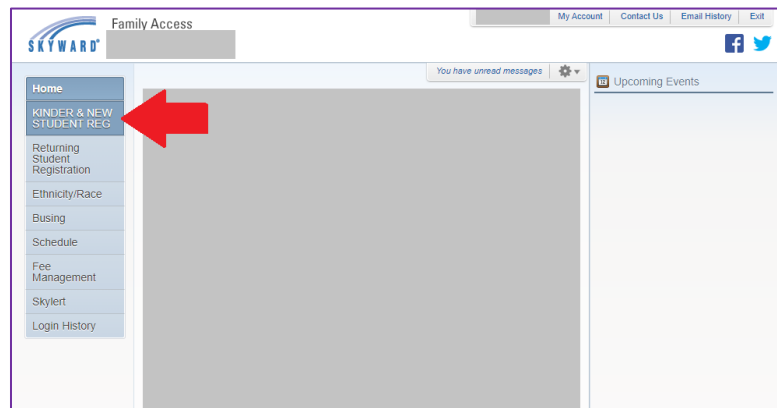 Family Access
SKYWARD®
My Account
Contact Us
Email History
Exit
You have unread messages
Upcoming Events
Home
KINDER & NEW
STUDENT REG
Returning
Student
Registration
Ethnicity/Race
Busing
Schedule
Fee
Management
Skylert
Login History